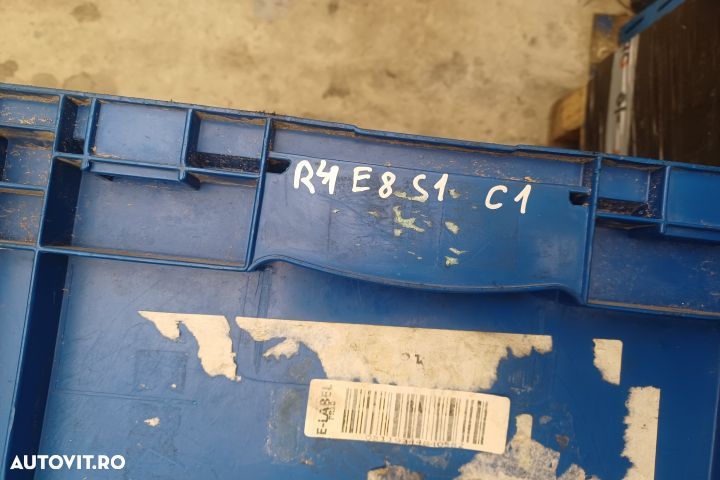 R4 E8 S1 C1
E-LABEL
AUTOVIT.RO